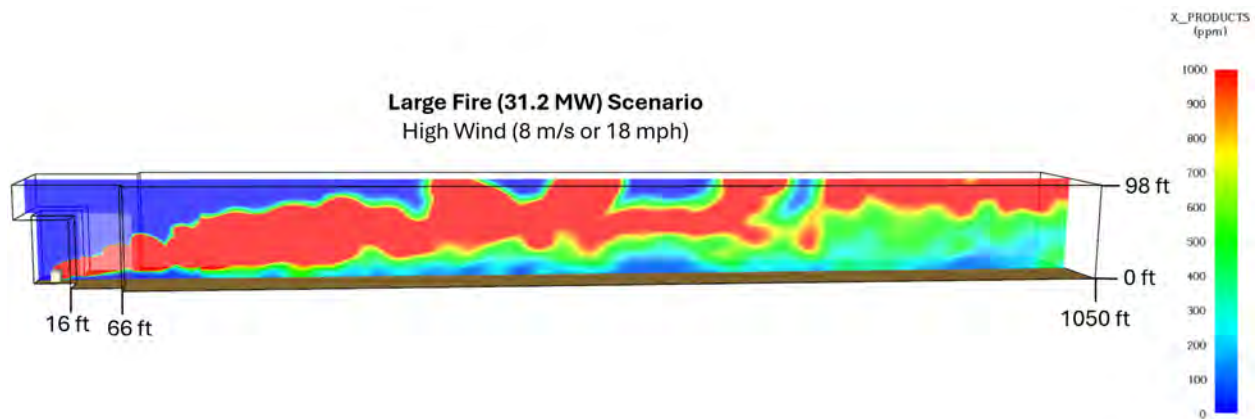 X_PRODUCTS
(ppm)
Large Fire (31.2 MW) Scenario
High Wind (8 m/s or 18 mph)
1000
900
800
700
600
500
400
300
200
100
0
98 ft
0 ft
16 ft
66 ft
1050 ft